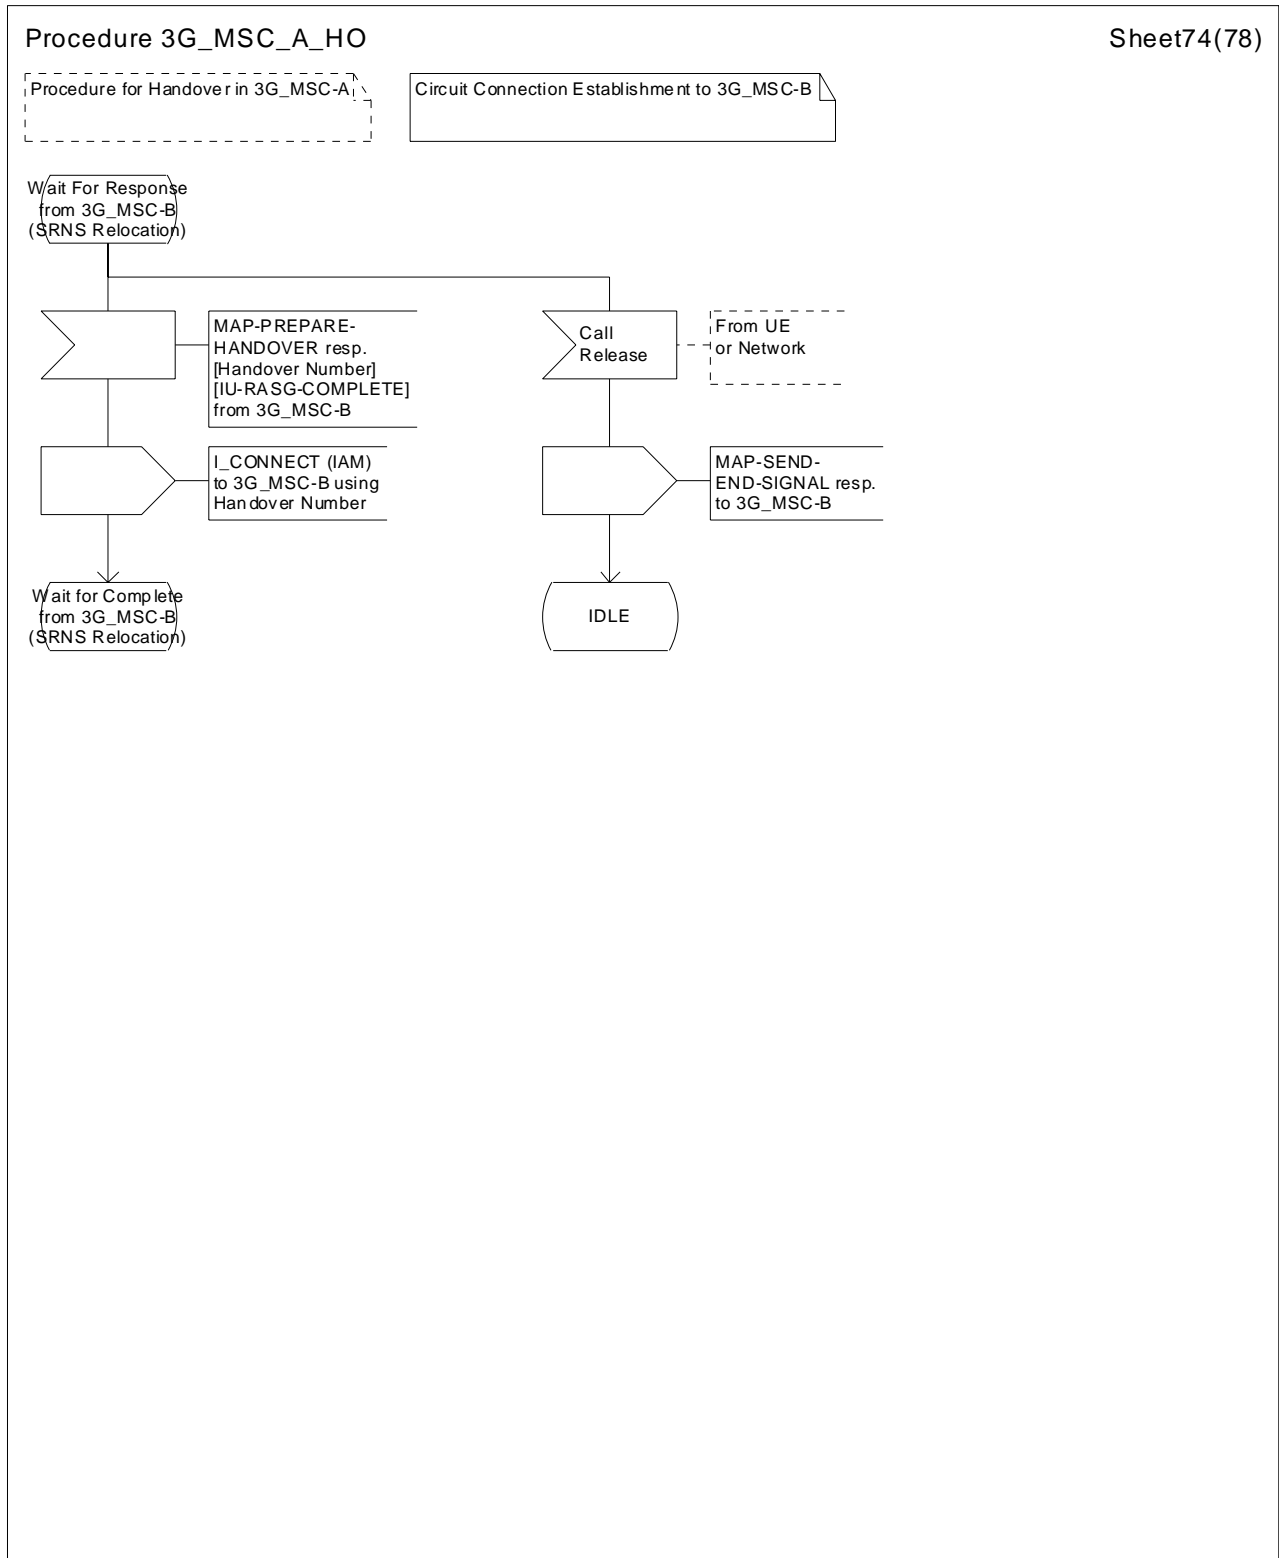 Procedure 3G_MSC_A_HO
Sheet74(78)
Procedure for Handover in 3G_MSC-A
Circuit Connection Establishment to 3G_MSC-B
Wait For Response
from 3G_MSC-B
(SRNS Relocation)
MAP-PREPARE-
HANDOVER resp.
[Handover Number]
[IU-RASG-COMPLETE]
from 3G_MSC-B
Call
Release
From UE
or Network
I_CONNECT (IAM)
to 3G_MSC-B using
Handover Number
MAP-SEND-
END-SIGNAL resp.
to 3G_MSC-B
Wait for Complete
from 3G_MSC-B
(SRNS Relocation)
IDLE